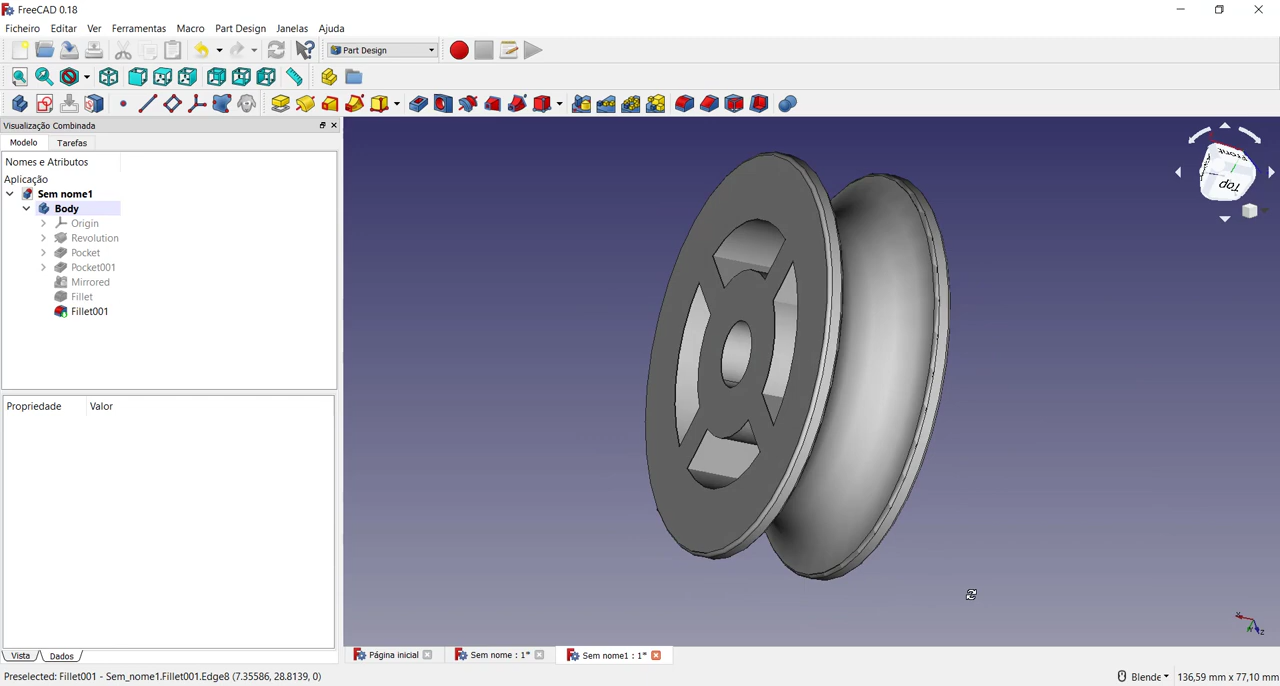 FreeCAD 0.18
Ficheiro Editar Ver Ferramentas Macro Part Design Janelas Ajuda
Part Design
Visualização Combinada
Modelo Tarefas
Nomes e Atributos
Aplicação
Sem nome1
Body
Origin
Revolution
Pocket
Pocket001
Mirrored
Fillet
Fillet001
Propriedade Valor
Front
Top
Vista Dados
Página inicial Sem nome : 1* Sem nome1 : 1*
Preselected: Fillet001 - Sem_nome1.Fillet001.Edge8 (7.35586, 28.8139, 0) Blende 136,59 mm x 77,10 mm